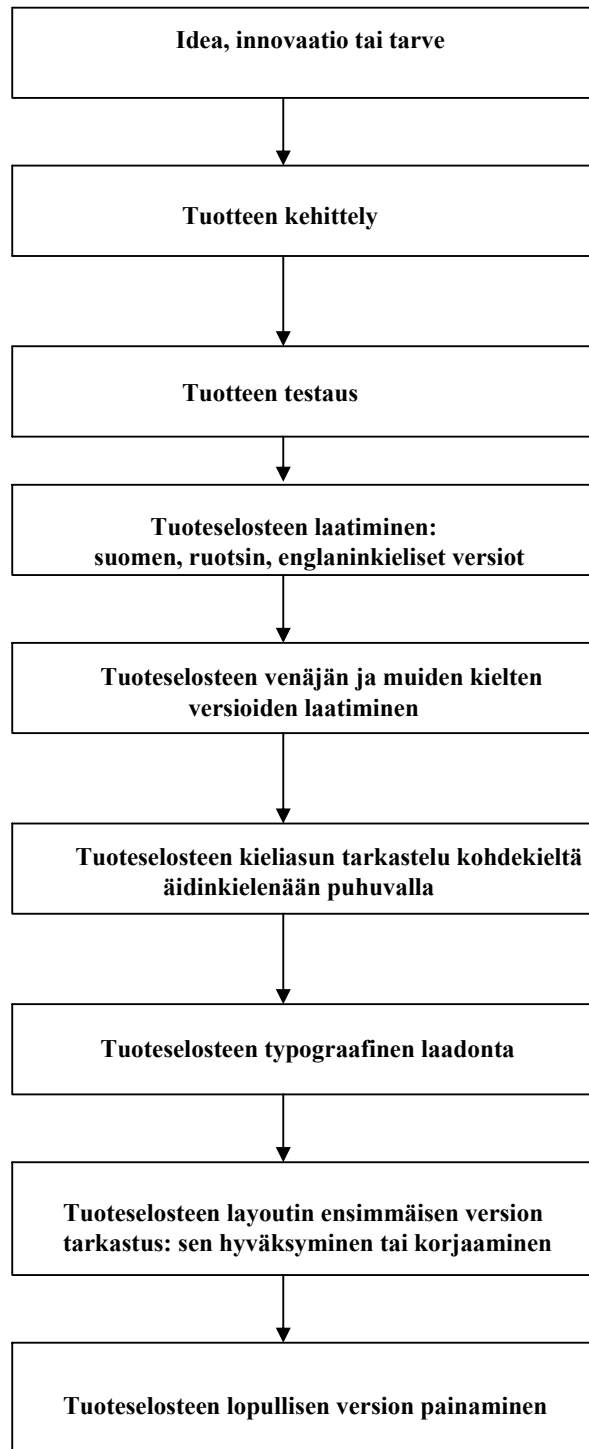 Idea, innovaatio tai tarve
Tuotteen kehittely
Tuotteen testaus
Tuoteselosteen laatiminen:
suomen, ruotsin, englaninkieliset versiot
Tuoteselosteen venäjän ja muiden kielten
versioiden laatiminen
Tuoteselosteen kieliasun tarkastelu kohdekieltä
äidinkielenään puhuvalla
Tuoteselosteen typograafinen laadonta
Tuoteselosteen layoutin ensimmäisen version
tarkastus: sen hyväksyminen tai korjaaminen
Tuoteselosteen lopullisen version painaminen